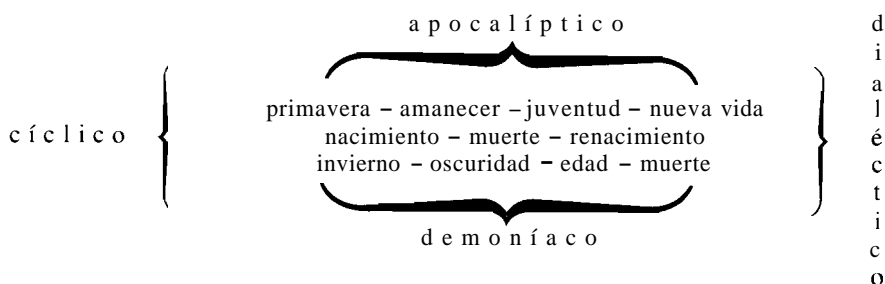 apocalíptico
cíclico
primavera – amanecer – juventud – nueva vida
nacimiento – muerte – renacimiento
invierno – oscuridad – edad – muerte
demoníaco
dialéctico